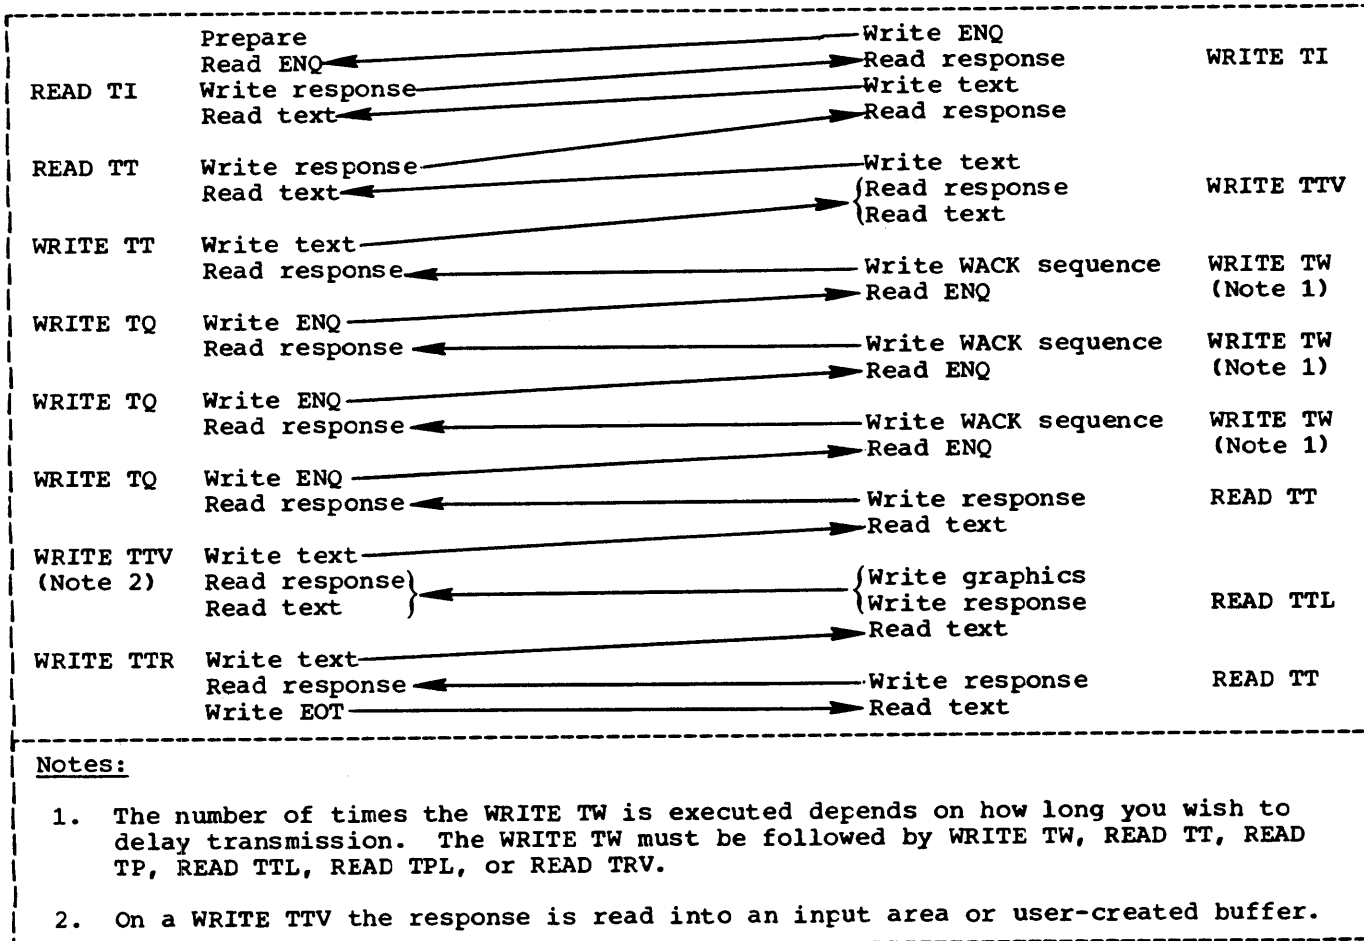 Prepare Write ENQ
Read ENQ Read response WRITE TI
READ TI Write response Write text
Read text Read response
READ TT Write response Write text
Read text Read response WRITE TTV
Read text
WRITE TT Write text
Read response Write WACK sequence WRITE TW
Read ENQ (Note 1)
WRITE TQ Write ENQ
Read response Write WACK sequence WRITE TW
Read ENQ (Note 1)
WRITE TQ Write ENQ
Read response Write WACK sequence WRITE TW
Read ENQ (Note 1)
WRITE TQ Write ENQ
Read response Write response READ TT
Read text
WRITE TTV Write text
(Note 2) Read response Write graphics
Read text Write response READ TTL
Read text
WRITE TTR Write text
Read response Write response READ TT
Write EOT Read text
Notes:
1. The number of times the WRITE TW is executed depends on how long you wish to
delay transmission. The WRITE TW must be followed by WRITE TW, READ TT, READ
TP, READ TTL, READ TPL, or READ TRV.
2. On a WRITE TTV the response is read into an input area or user-created buffer.